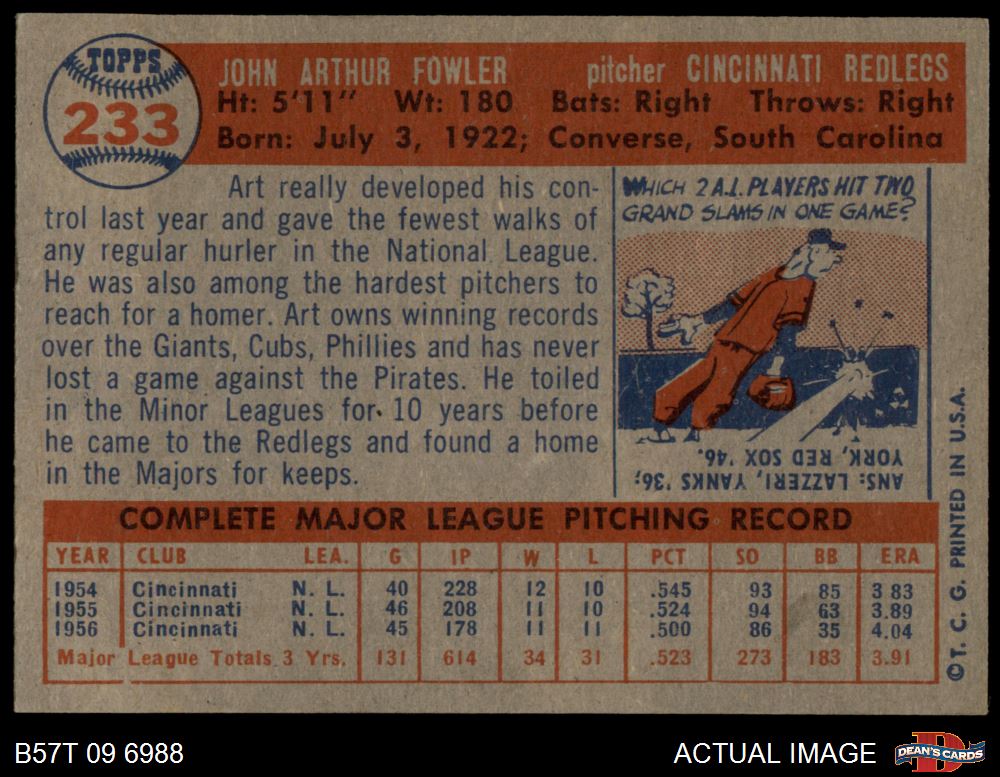 TOPPS
233
JOHN ARTHUR FOWLER pitcher CINCINNATI REDLEGS
Ht: 5'11" Wt: 180 Bats: Right Throws: Right
Born: July 3, 1922; Converse, South Carolina
Art really developed his con-
trol last year and gave the fewest walks of
any regular hurler in the National League.
He was also among the hardest pitchers to
reach for a homer. Art owns winning records
over the Giants, Cubs, Phillies and has never
lost a game against the Pirates. He toiled
in the Minor Leagues for 10 years before
he came to the Redlegs and found a home
in the Majors for keeps.
WHICH 2 A.L. PLAYERS HIT TWO
GRAND SLAMS IN ONE GAME?
ANS: LAZZERI, YANKS '36;
YORK, RED SOX '46.
COMPLETE MAJOR LEAGUE PITCHING RECORD
YEAR CLUB LEA. G IP W L PCT SO BB ERA
1954 Cincinnati N. L. 40 228 12 10 .545 93 85 3 83
1955 Cincinnati N. L. 46 208 11 10 .524 94 63 3.89
1956 Cincinnati N. L. 45 178 11 11 .500 86 35 4.04
Major League Totals 3 Yrs. 131 614 34 31 .523 273 183 3.91
©T. C. G. PRINTED IN U.S.A.
B57T 09 6988
ACTUAL IMAGE
DEAN'S CARDS